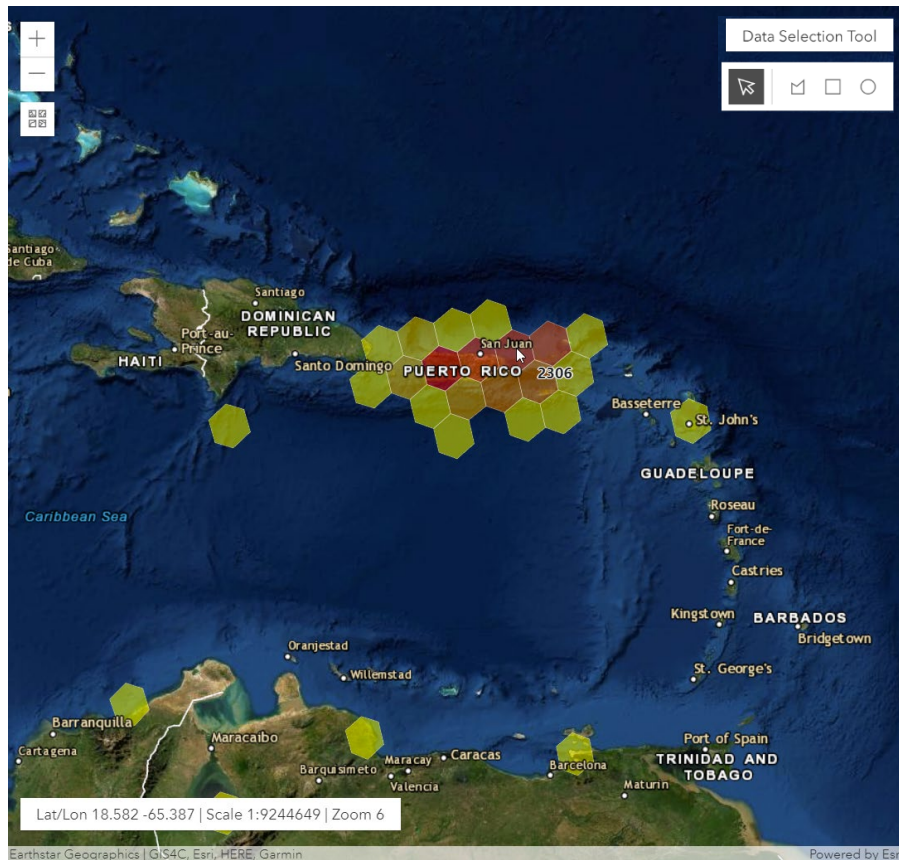 +
Data Selection Tool
−
Santiago
de Cuba
Santiago
DOMINICAN
REPUBLIC
Port-au-
Prince
HAITI
Santo Domingo
San Juan
PUERTO RICO
2306
Basseterre
St. John's
GUADELOUPE
Caribbean Sea
Roseau
Fort-de-
France
Castries
Kingstown
BARBADOS
Bridgetown
Oranjestad
Willemstad
St. George's
Barranquilla
Cartagena
Maracaibo
Barquisimeto
Maracay
Valencia
Caracas
Barcelona
Maturin
Port of Spain
TRINIDAD AND
TOBAGO
Lat/Lon 18.582 -65.387 | Scale 1:9244649 | Zoom 6
Earthstar Geographics | GIS4C, Esri, HERE, Garmin
Powered by Esri